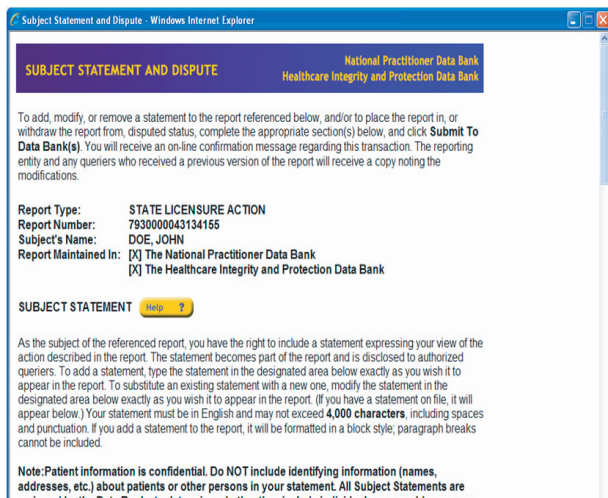 Subject Statement and Dispute - Windows Internet Explorer
SUBJECT STATEMENT AND DISPUTE
National Practitioner Data Bank
Healthcare Integrity and Protection Data Bank
To add, modify, or remove a statement to the report referenced below, and/or to place the report in, or
withdraw the report from, disputed status, complete the appropriate section(s) below, and click Submit To
Data Bank(s). You will receive an on-line confirmation message regarding this transaction. The reporting
entity and any queriers who received a previous version of the report will receive a copy noting the
modifications.
Report Type: STATE LICENSURE ACTION
Report Number: 7930000043134155
Subject's Name: DOE, JOHN
Report Maintained In: [X] The National Practitioner Data Bank
[X] The Healthcare Integrity and Protection Data Bank
SUBJECT STATEMENT Help ?
As the subject of the referenced report, you have the right to include a statement expressing your view of the
action described in the report. The statement becomes part of the report and is disclosed to authorized
queriers. To add a statement, type the statement in the designated area below exactly as you wish it to
appear in the report. To substitute an existing statement with a new one, modify the statement in the
designated area below exactly as you wish it to appear in the report. (If you have a statement on file, it will
appear below.) Your statement must be in English and may not exceed 4,000 characters, including spaces
and punctuation. If you add a statement to the report, it will be formatted in a block style; paragraph breaks
cannot be included.
Note:Patient information is confidential. Do NOT include identifying information (names,
addresses, etc.) about patients or other persons in your statement. All Subject Statements are